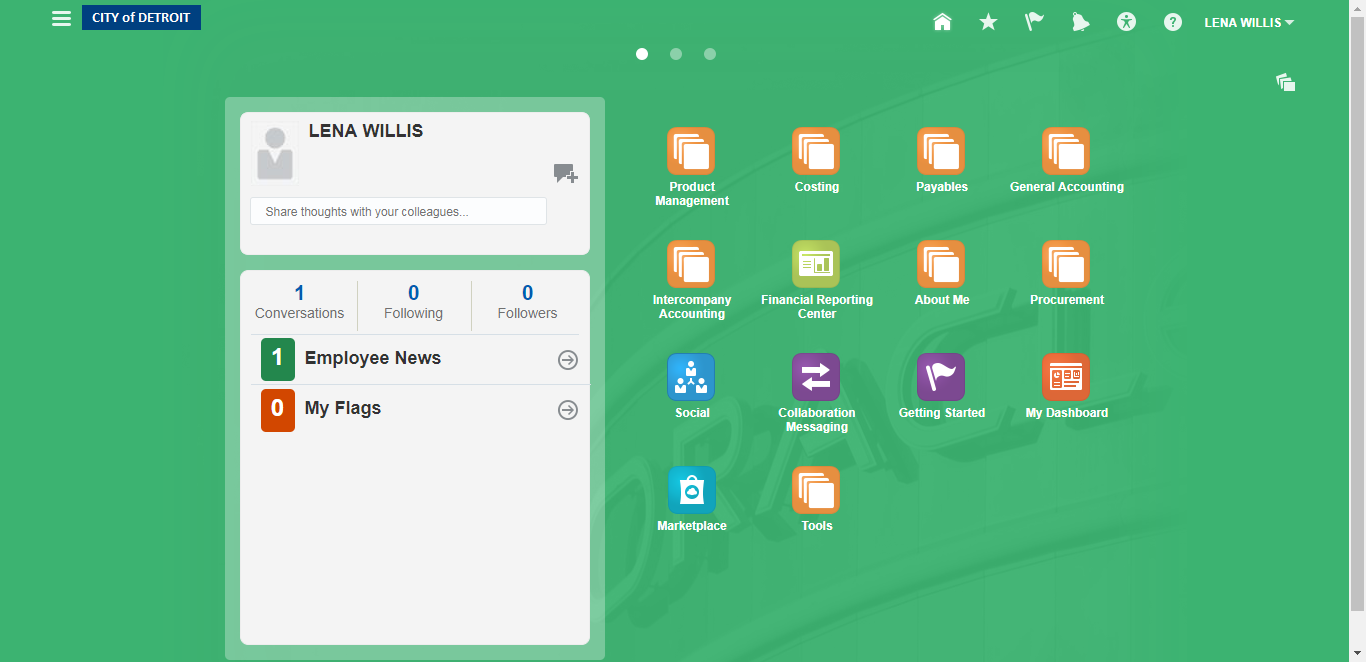 CITY of DETROIT
?
LENA WILLIS
LENA WILLIS
Share thoughts with your colleagues...
1
Conversations
0
Following
0
Followers
1
Employee News
0
My Flags
Product
Management
Costing
Payables
General Accounting
Intercompany
Accounting
Financial Reporting
Center
About Me
Procurement
Social
Collaboration
Messaging
Getting Started
My Dashboard
Marketplace
Tools
ORACL